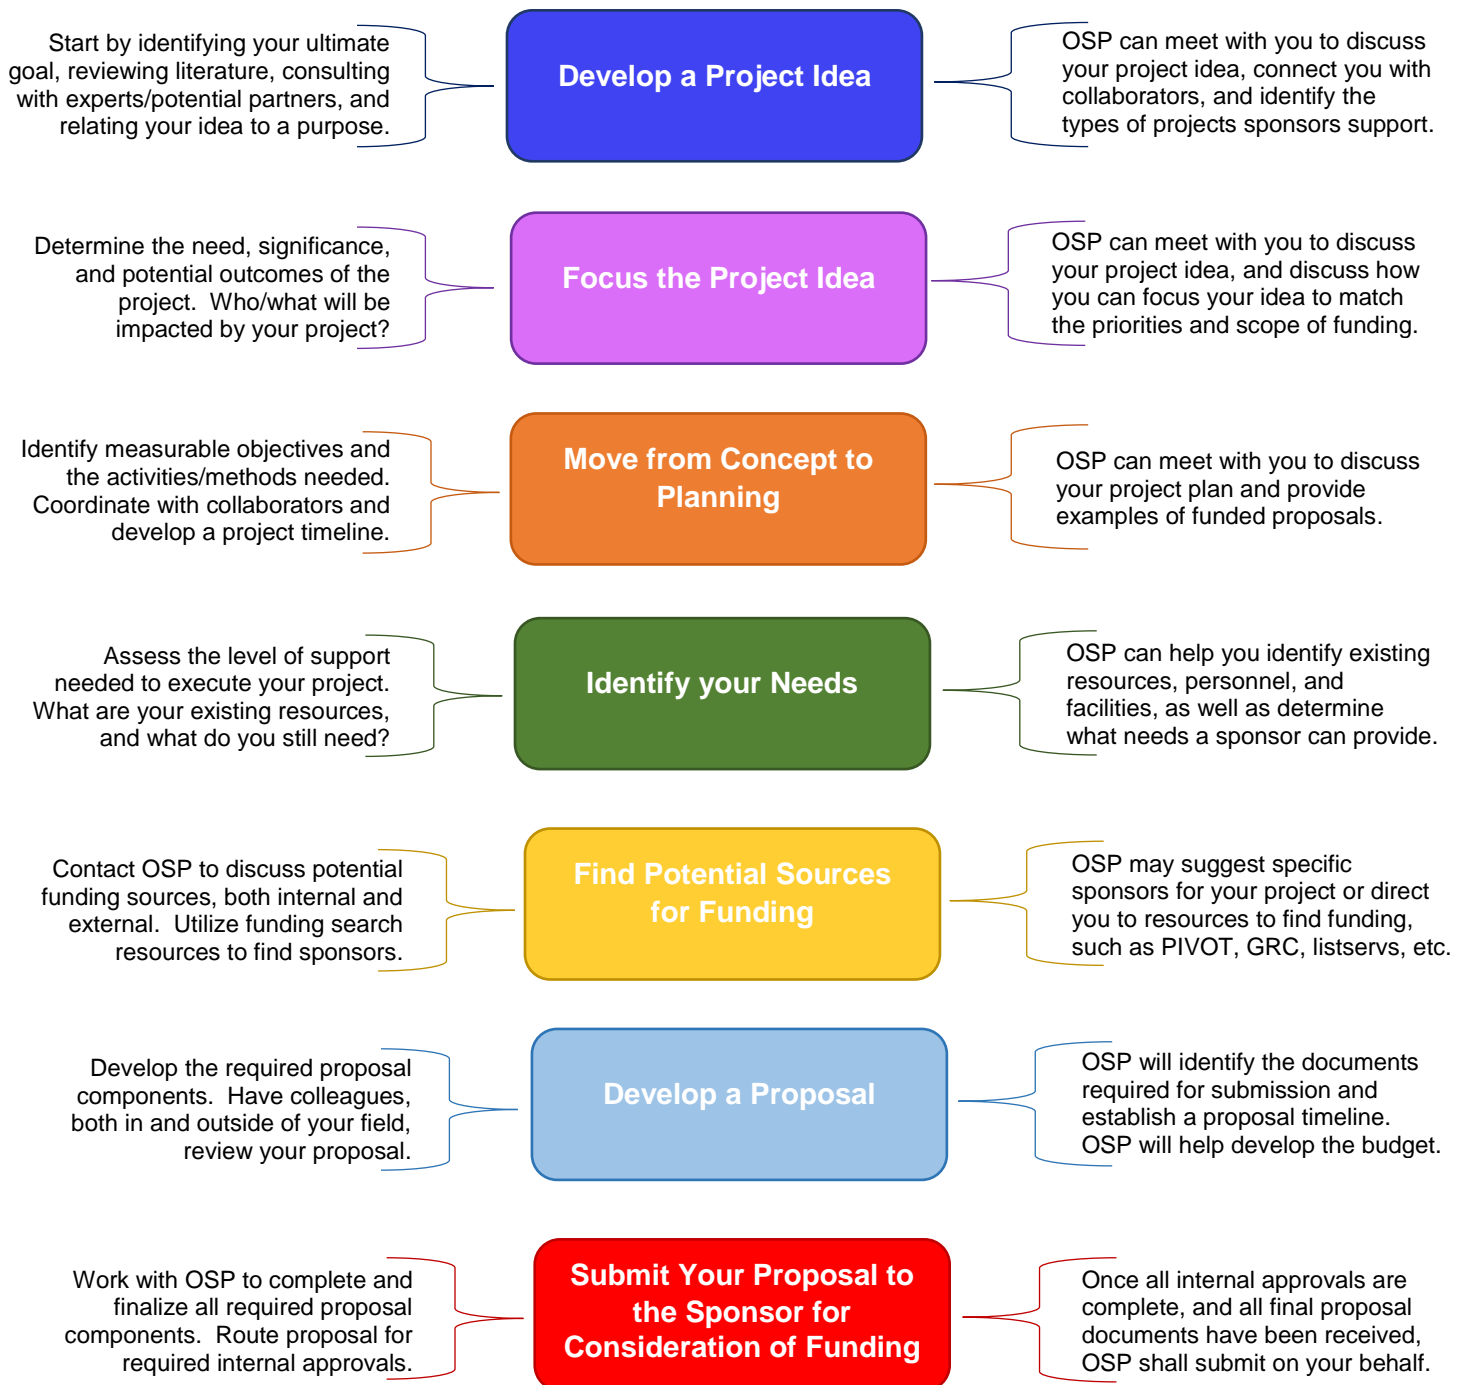 Start by identifying your ultimate
goal, reviewing literature, consulting
with experts/potential partners, and
relating your idea to a purpose.
Develop a Project Idea
OSP can meet with you to discuss
your project idea, connect you with
collaborators, and identify the
types of projects sponsors support.
Determine the need, significance,
and potential outcomes of the
project.  Who/what will be
impacted by your project?
Focus the Project Idea
OSP can meet with you to discuss
your project idea, and discuss how
you can focus your idea to match
the priorities and scope of funding.
Identify measurable objectives and
the activities/methods needed.
Coordinate with collaborators and
develop a project timeline.
Move from Concept to
Planning
OSP can meet with you to discuss
your project plan and provide
examples of funded proposals.
Assess the level of support
needed to execute your project.
What are your existing resources,
and what do you still need?
Identify your Needs
OSP can help you identify existing
resources, personnel, and
facilities, as well as determine
what needs a sponsor can provide.
Contact OSP to discuss potential
funding sources, both internal and
external.  Utilize funding search
resources to find sponsors.
Find Potential Sources
for Funding
OSP may suggest specific
sponsors for your project or direct
you to resources to find funding,
such as PIVOT, GRC, listservs, etc.
Develop the required proposal
components.  Have colleagues,
both in and outside of your field,
review your proposal.
Develop a Proposal
OSP will identify the documents
required for submission and
establish a proposal timeline.
OSP will help develop the budget.
Work with OSP to complete and
finalize all required proposal
components.  Route proposal for
required internal approvals.
Submit Your Proposal to
the Sponsor for
Consideration of Funding
Once all internal approvals are
complete, and all final proposal
documents have been received,
OSP shall submit on your behalf.